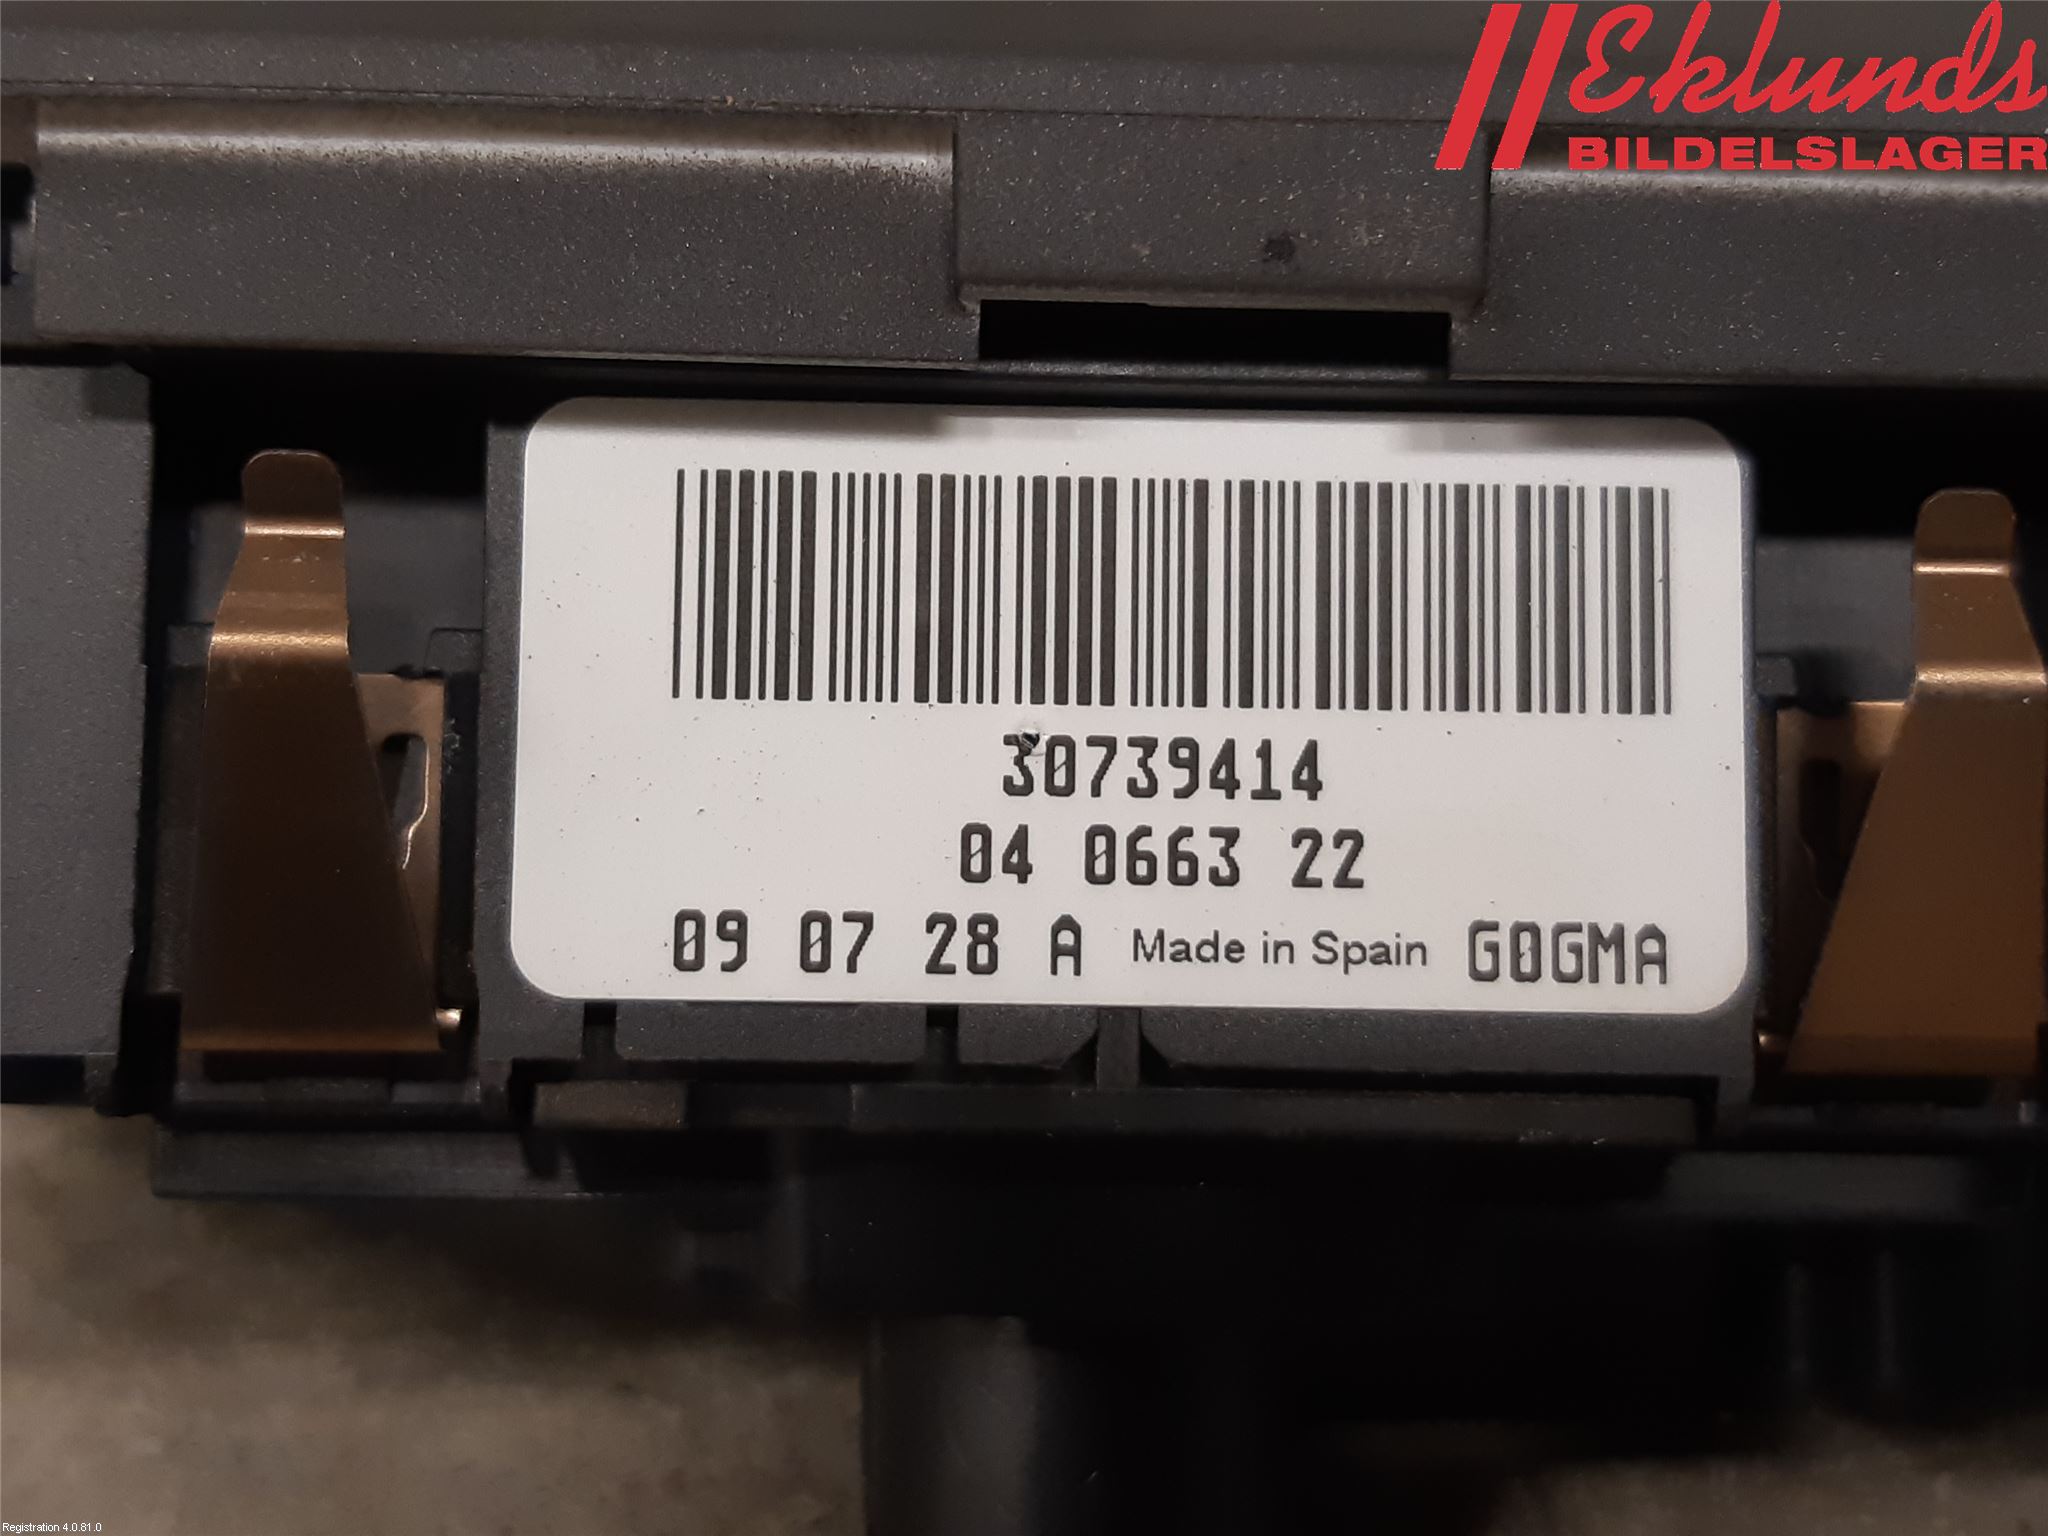 Eklunds
BILDELSLAGER
30739414
04 0663 22
09 07 28 A Made in Spain G0GMA
Registration 4.0.81.0